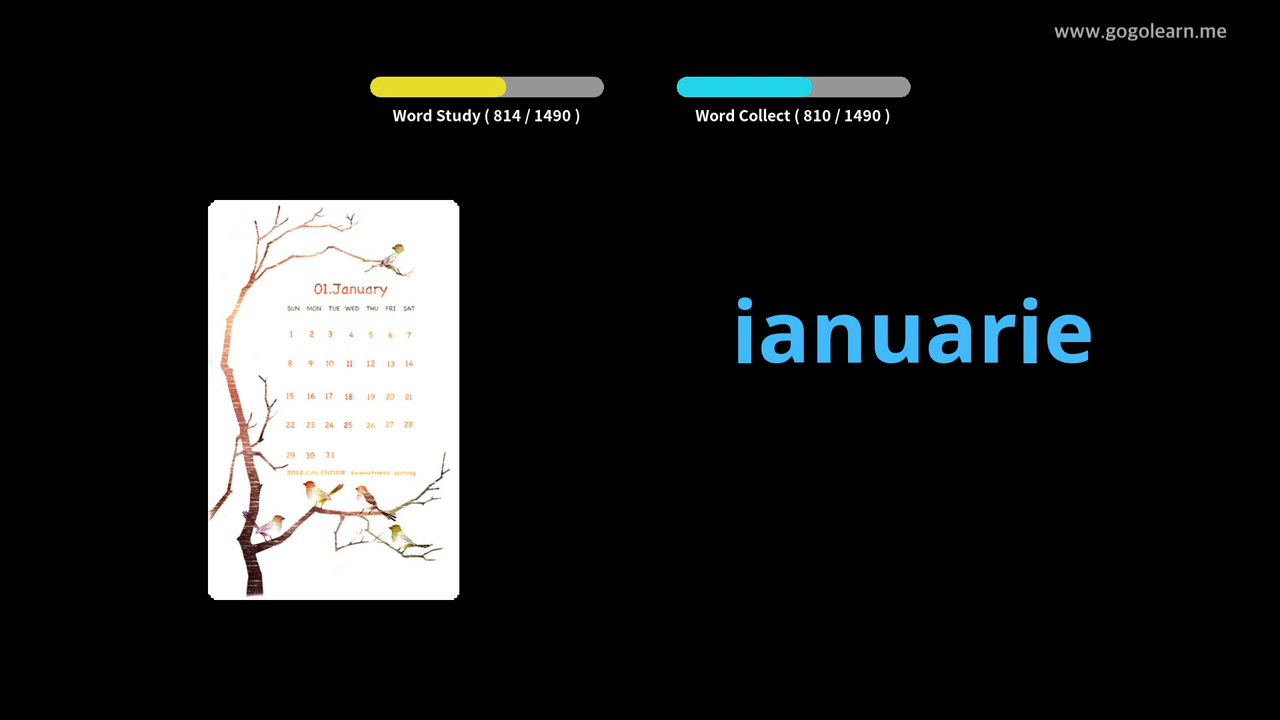 www.gogolearn.me
Word Study ( 814 / 1490 )
Word Collect ( 810 / 1490 )
01.January
SUN MON TUE WED THU FRI SAT
1 2 3 4 5 6 7
8 9 10 11 12 13 14
15 16 17 18 19 20 21
22 23 24 25 26 27 28
29 30 31
CALENDER spring
ianuarie